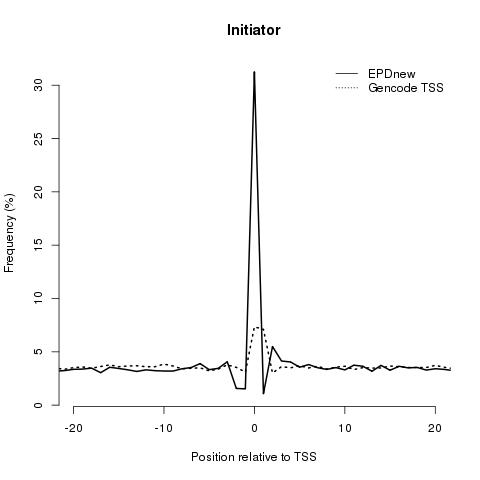 Initiator
EPDnew
Gencode TSS
Frequency (%)
30
25
20
15
10
5
0
-20 -10 0 10 20
Position relative to TSS